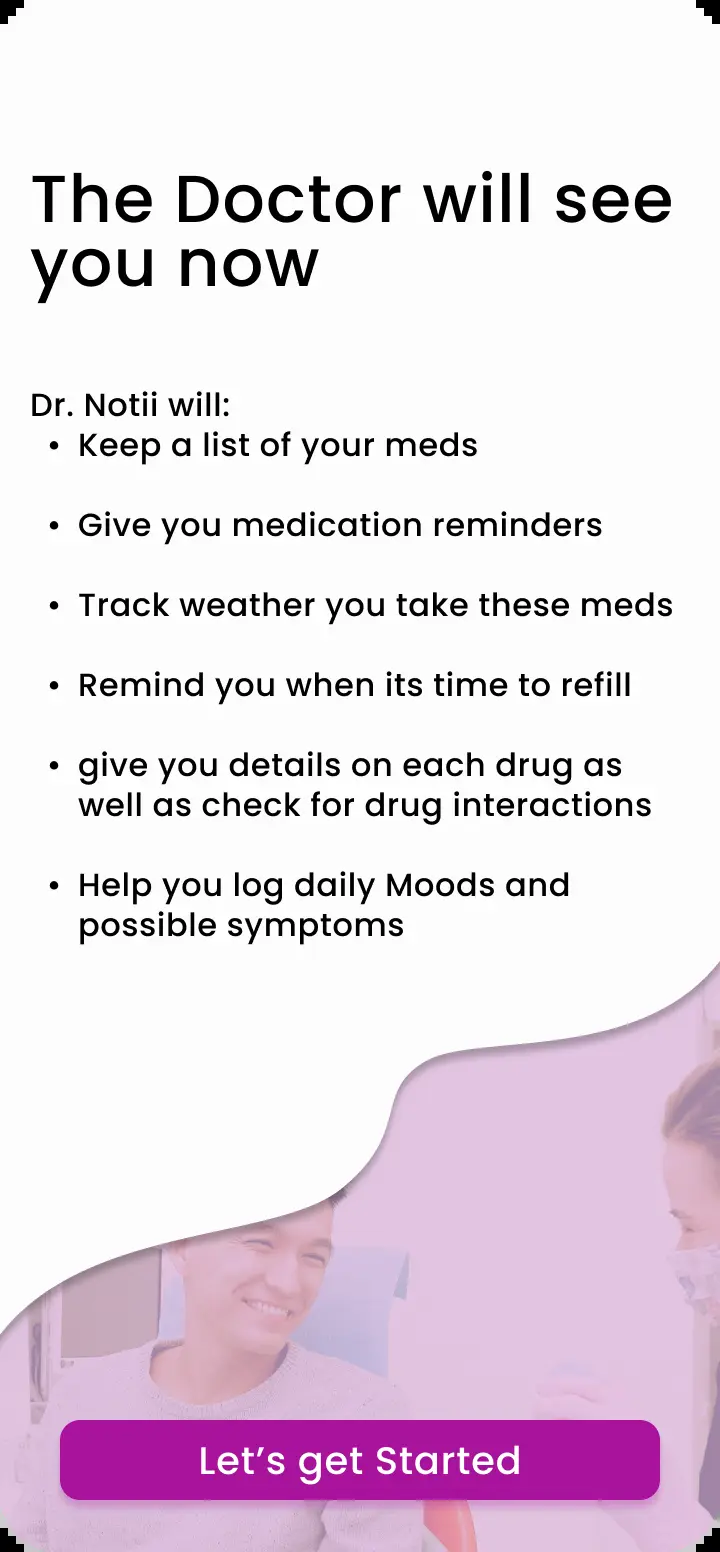 The Doctor will see
you now
Dr. Notii will:
• Keep a list of your meds
• Give you medication reminders
• Track weather you take these meds
• Remind you when its time to refill
• give you details on each drug as
well as check for drug interactions
• Help you log daily Moods and
possible symptoms
Let’s get Started